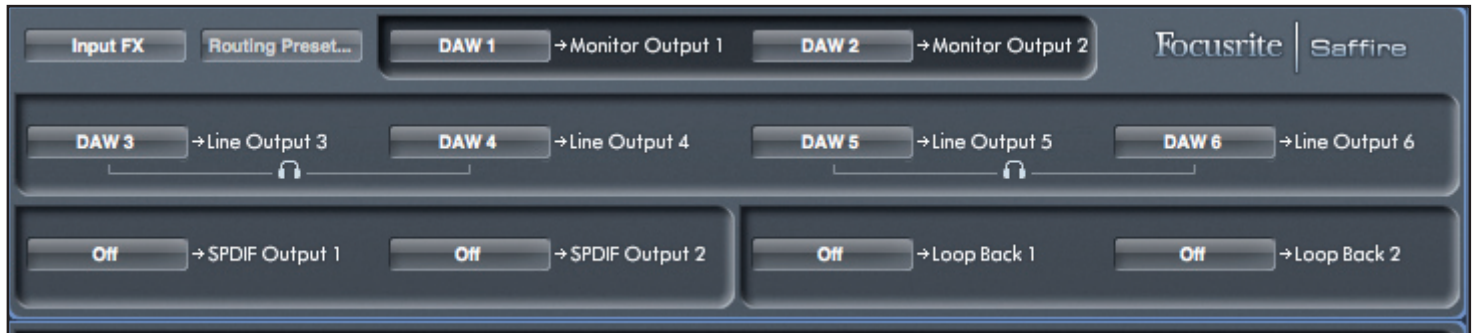 Input FX Routing Preset... DAW 1 →Monitor Output 1 DAW 2 →Monitor Output 2 Focusrite | Saffire
DAW 3 →Line Output 3 DAW 4 →Line Output 4 DAW 5 →Line Output 5 DAW 6 →Line Output 6
Off →SPDIF Output 1 Off →SPDIF Output 2 Off →Loop Back 1 Off →Loop Back 2